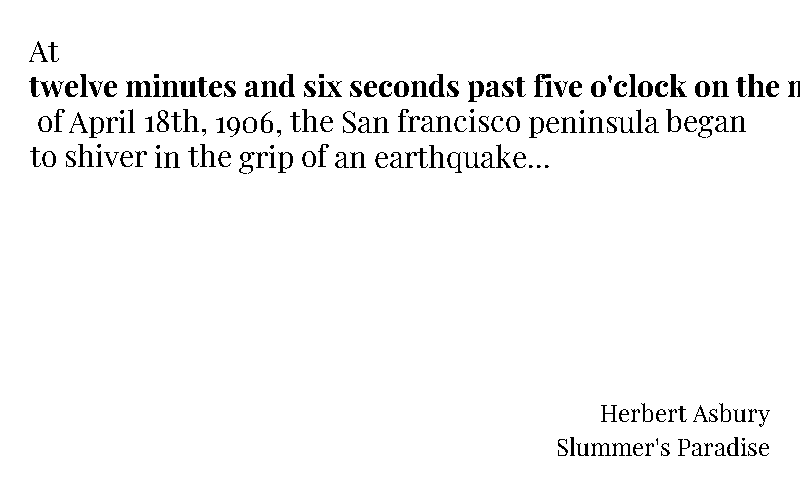 At
twelve minutes and six seconds past five o'clock on the
of April 18th, 1906, the San francisco peninsula began
to shiver in the grip of an earthquake...
Herbert Asbury
Slummer's Paradise